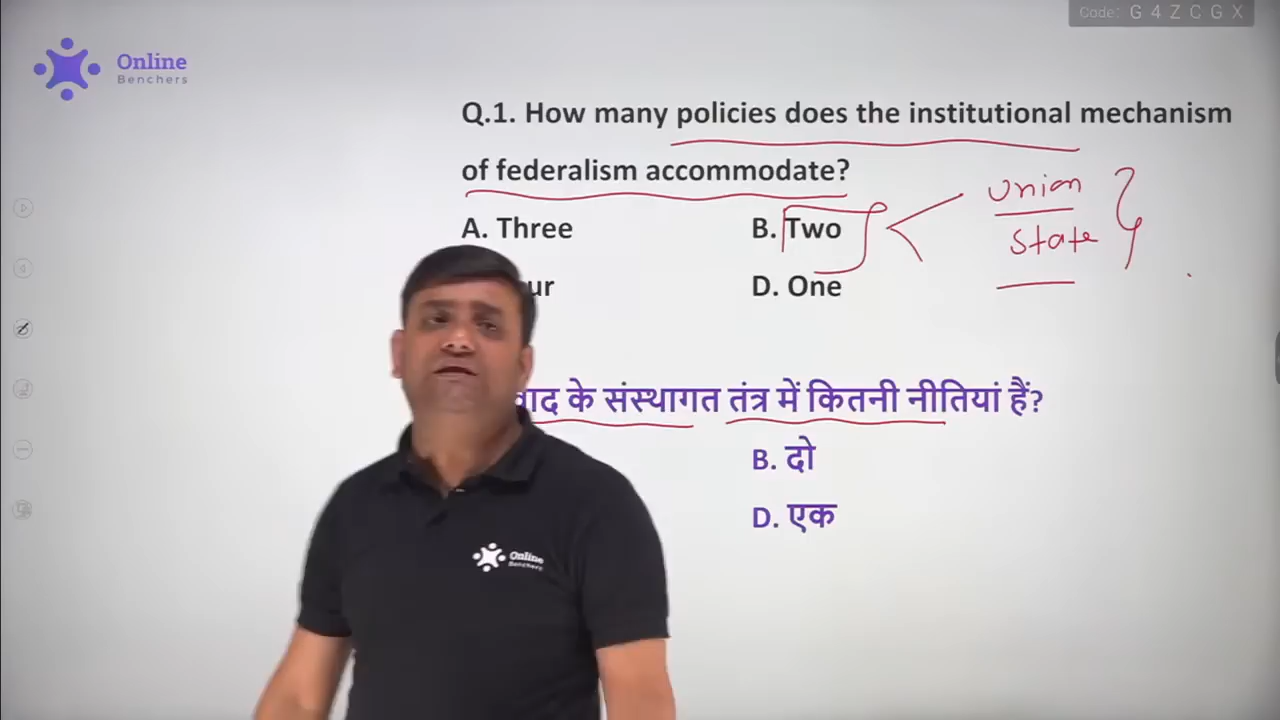 Code: G 4 Z C G X
Online
Benchers
Q.1. How many policies does the institutional mechanism
of federalism accommodate?
A. Three B. Two
D. One
Union
State
के संस्थागत तंत्र में कितनी नीतियां हैं?
B. दो
D. एक
Online
Benchers